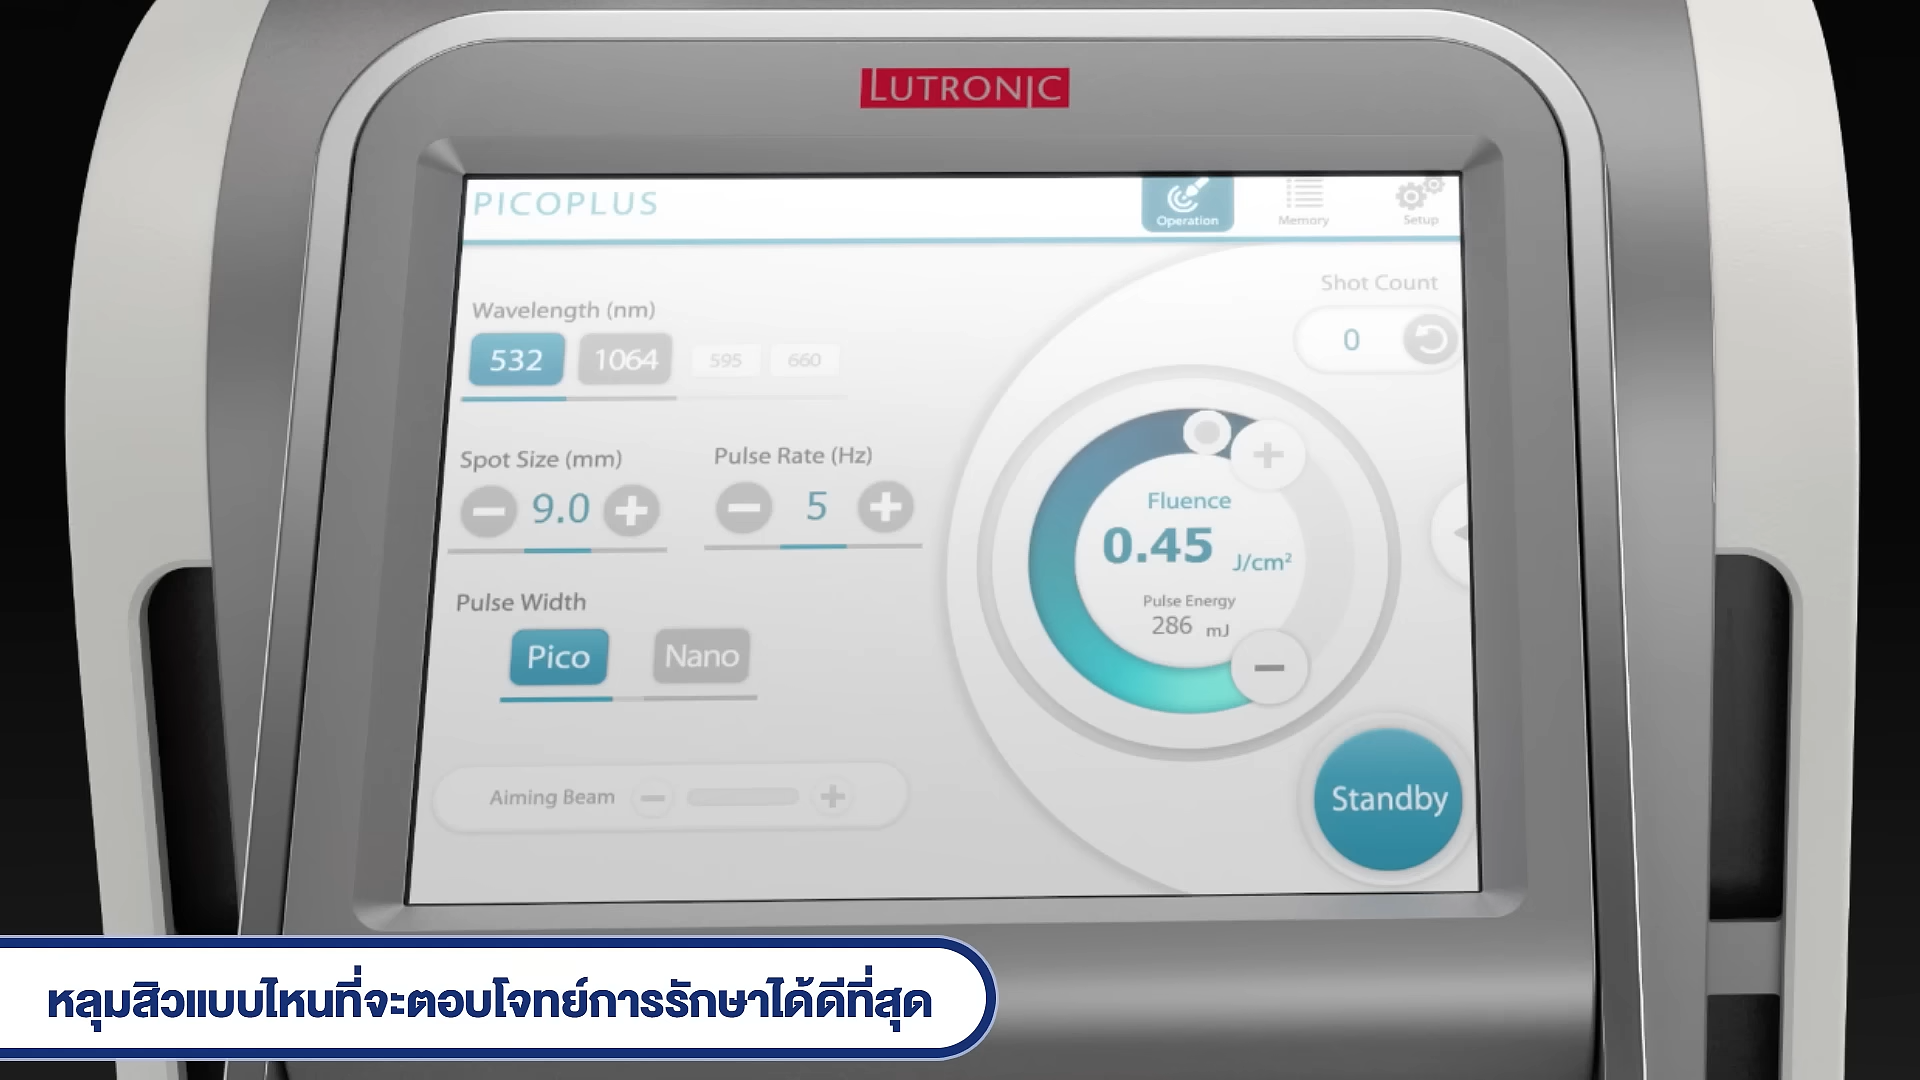 LUTRONIC
PICOPLUS
Operation
Memory
Setup
Wavelength (nm)
532 1064 595 660
Shot Count
0
Spot Size (mm)
9.0
Pulse Rate (Hz)
5
Fluence
0.45 J/cm²
Pulse Energy
286 mJ
Pulse Width
Pico Nano
Aiming Beam
Standby
หลุมสิวแบบไหนที่จะตอบโจทย์การรักษาได้ดีที่สุด